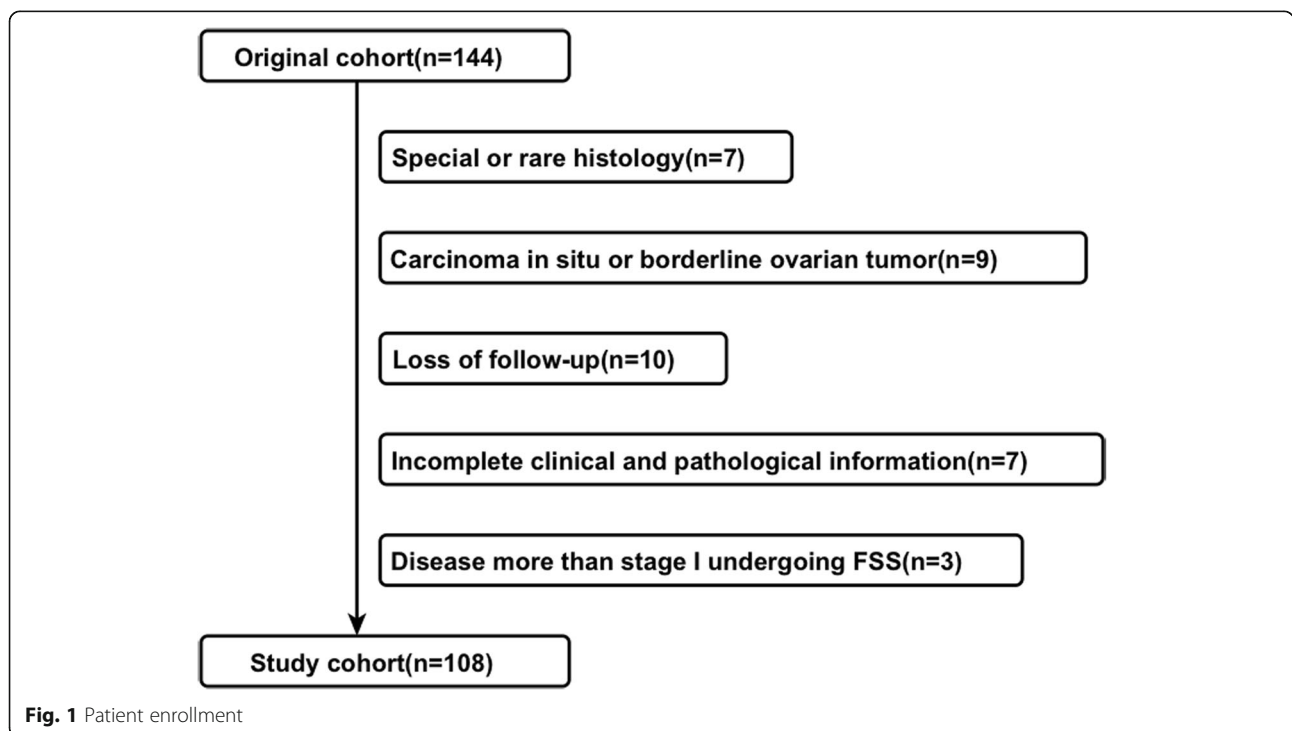 Original cohort(n=144)
Special or rare histology(n=7)
Carcinoma in situ or borderline ovarian tumor(n=9)
Loss of follow-up(n=10)
Incomplete clinical and pathological information(n=7)
Disease more than stage I undergoing FSS(n=3)
Study cohort(n=108)
Fig. 1 Patient enrollment